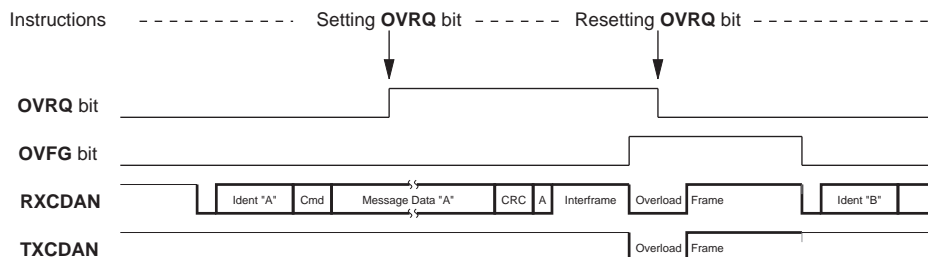 Instructions Setting OVRQ bit Resetting OVRQ bit
OVRQ bit
OVFG bit
RXCDAN Ident "A" Cmd Message Data "A" CRC A Interframe Overload Frame Ident "B"
TXCDAN Overload Frame